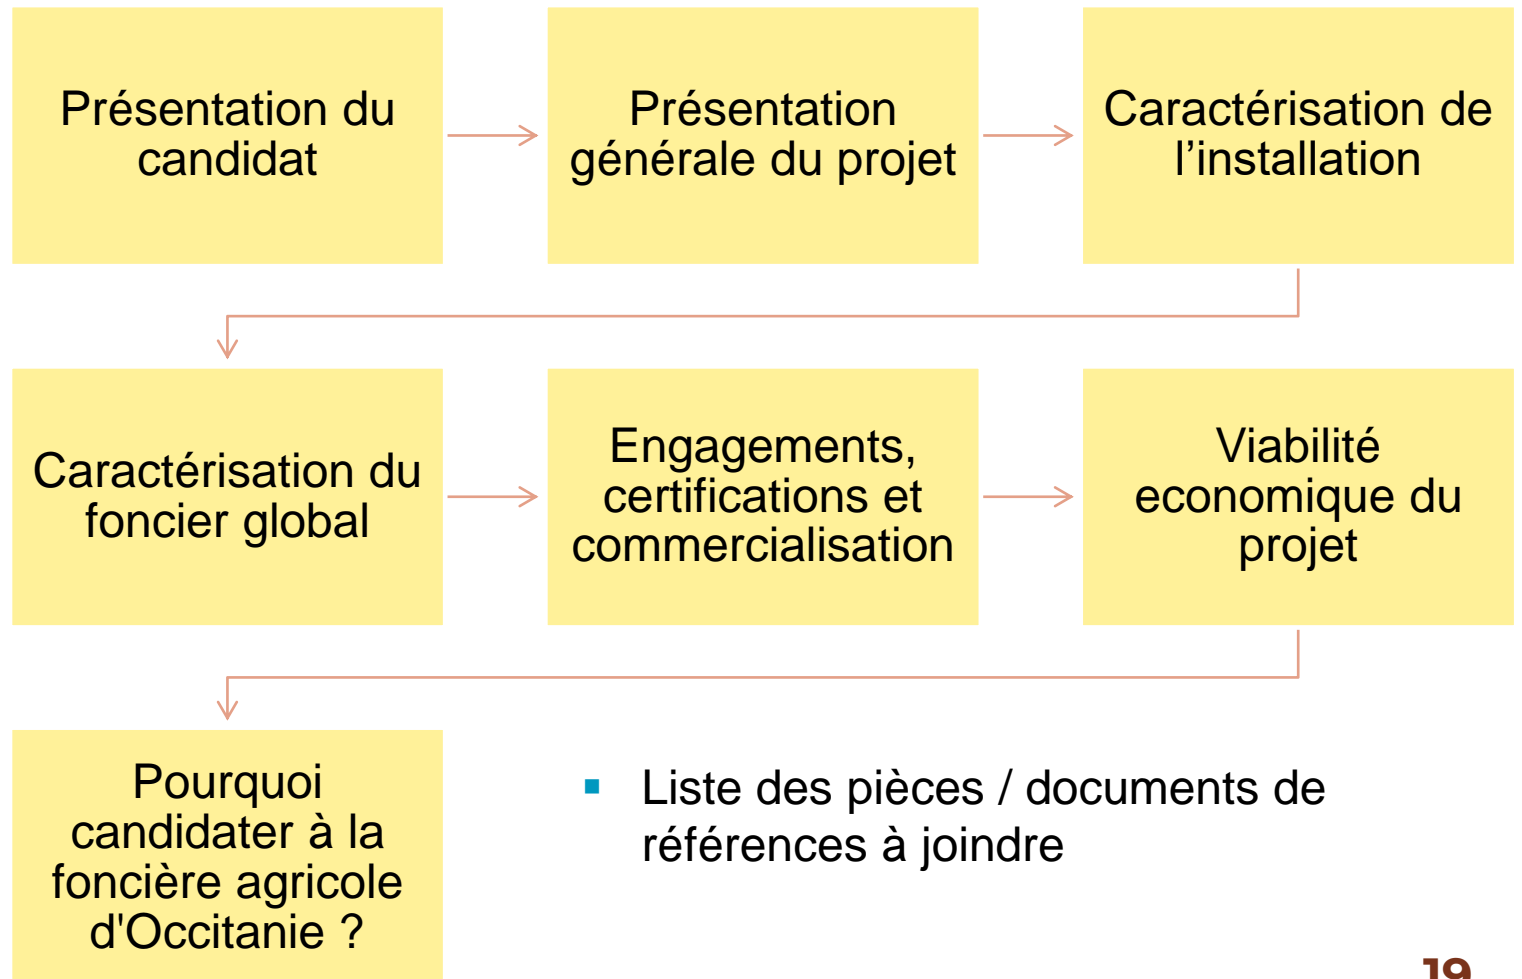 Présentation du
candidat
Présentation
générale du projet
Caractérisation de
l’installation
Caractérisation du
foncier global
Engagements,
certifications et
commercialisation
Viabilité
economique du
projet
Pourquoi
candidater à la
foncière agricole
d'Occitanie ?
Liste des pièces / documents de
références à joindre
19